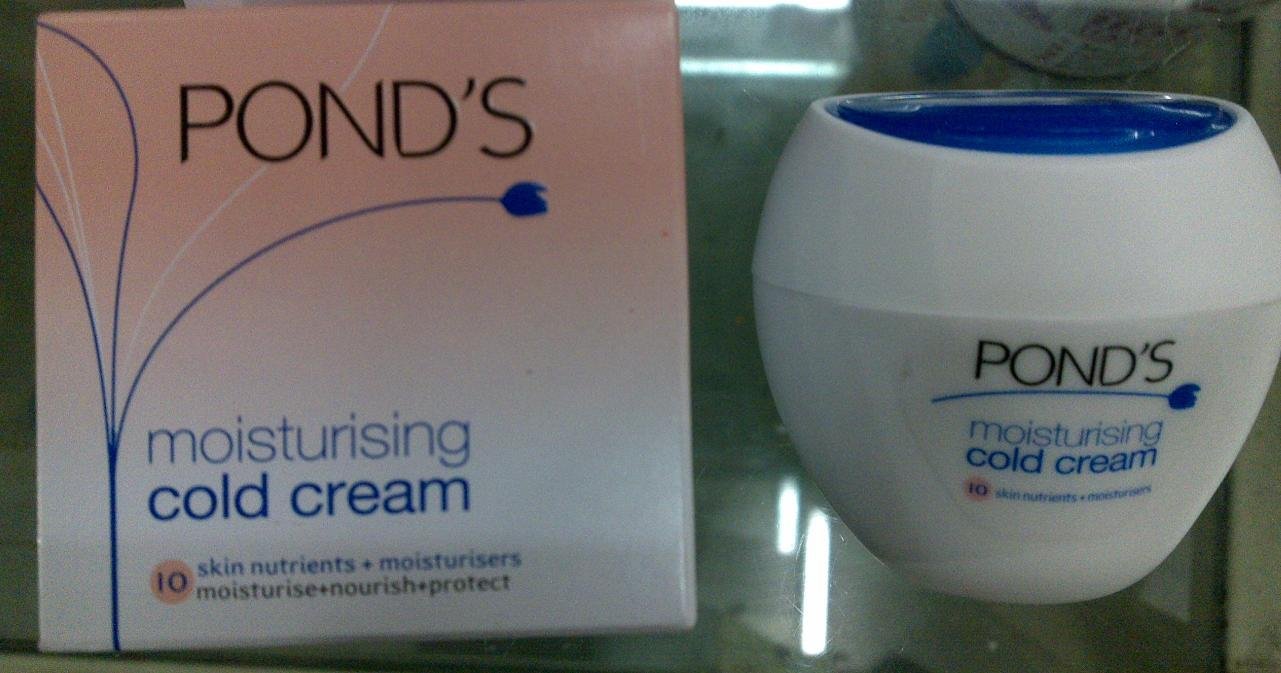 POND'S
moisturising
cold cream
10 skin nutrients + moisturisers
moisturise+nourish+protect
POND'S
moisturising
cold cream
10 skin nutrients + moisturisers